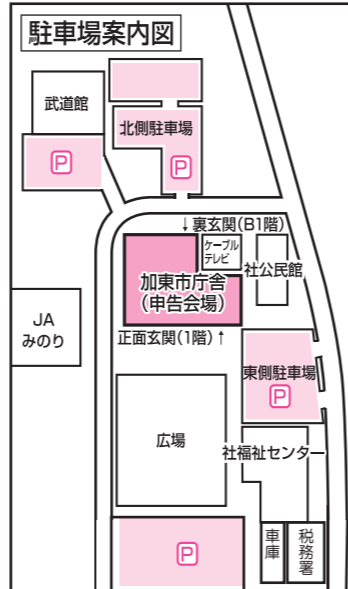 駐車場案内図
武道館
P
北側駐車場
P
↓裏玄関(B1階)
ケーブル
テレビ
社公民館
加東市庁舎
(申告会場)
正面玄関(1階)↑
JA
みのり
東側駐車場
P
広場
社福祉センター
車庫
税務署
P